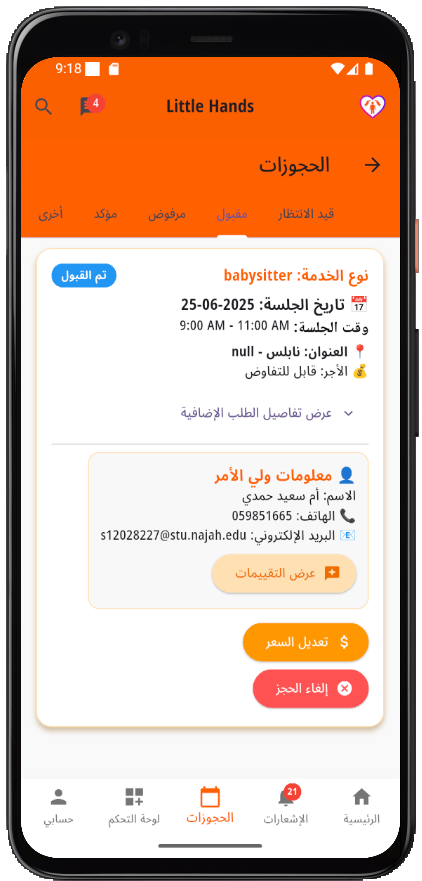 9:18
4
Little Hands
الحجوزات
قيد الانتظار
مقبول
مرفوض
مؤكد
أخرى
نوع الخدمة: babysitter
تم القبول
📅 تاريخ الجلسة: 2025-06-25
وقت الجلسة: 9:00 AM - 11:00 AM
📍 العنوان: نابلس - null
💰 الأجر: قابل للتفاوض
عرض تفاصيل الطلب الإضافية
👤 معلومات ولي الأمر
الاسم: أم سعيد حمدي
📞 الهاتف: 059851665
📧 البريد الإلكتروني: s12028227@stu.najah.edu
عرض التقييمات
$ تعديل السعر
إلغاء الحجز
21
الرئيسية
الإشعارات
الحجوزات
لوحة التحكم
حسابي